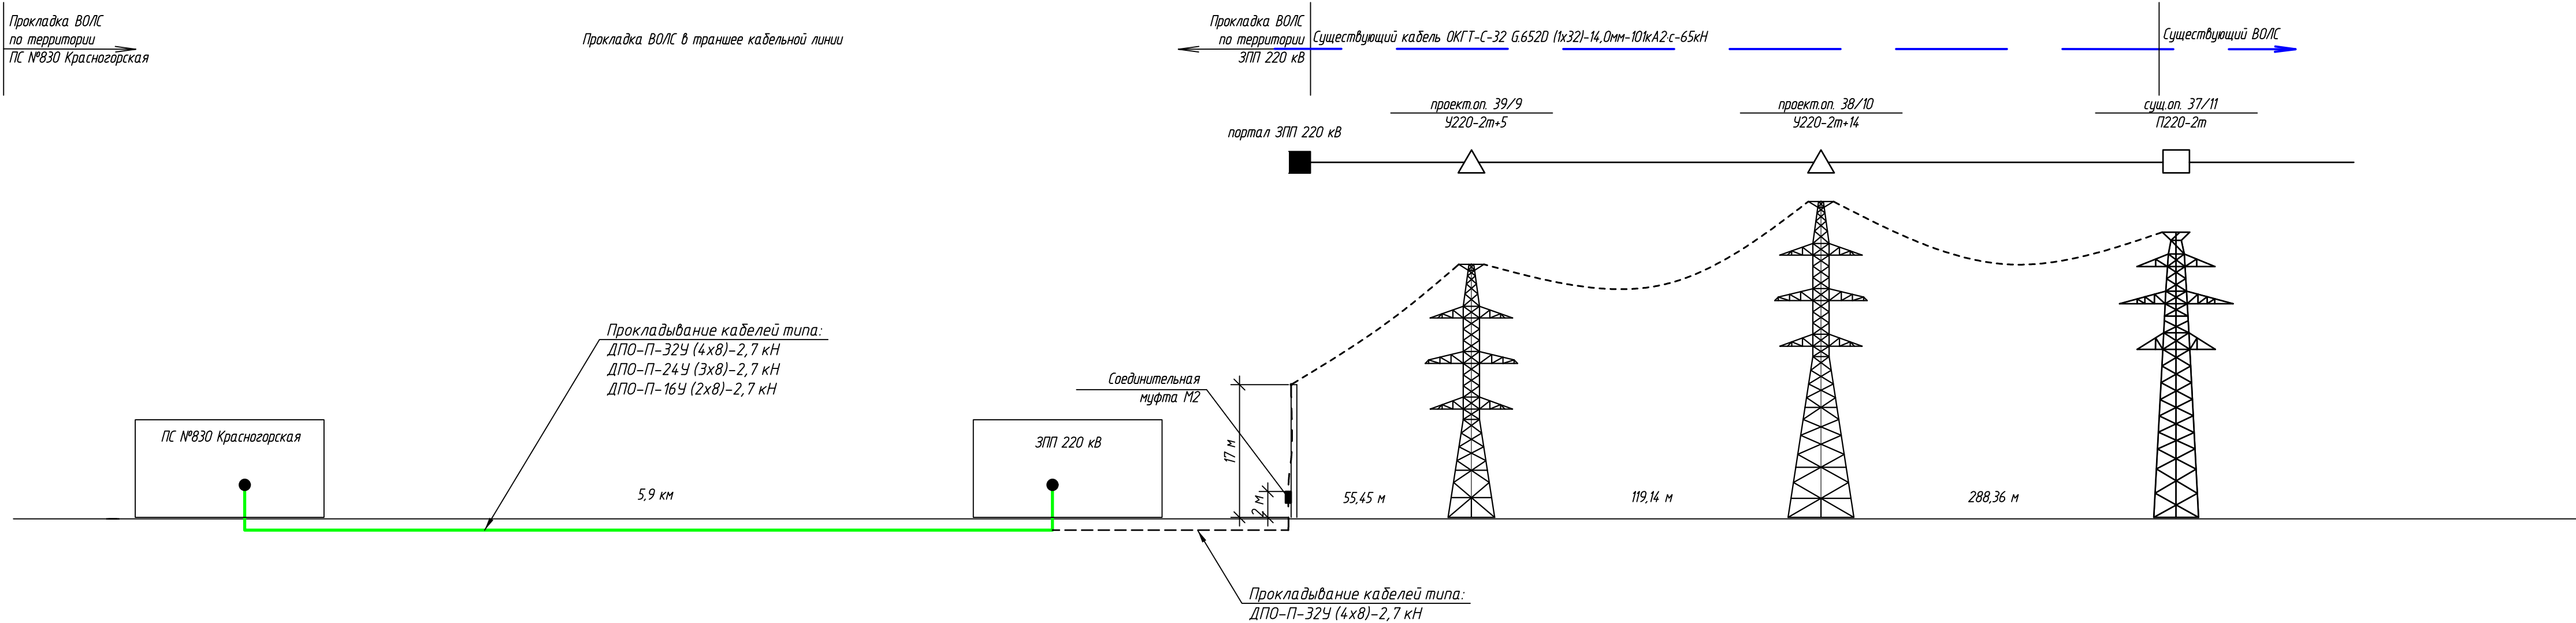 Прокладка ВОЛС
по территории
ПС №830 Красногорская
Прокладка ВОЛС в траншее кабельной линии
Прокладка ВОЛС
по территории
ЗПП 220 кВ
Существующий кабель ОКГТ-С-32 G.652D (1x32)-14,0мм-101кА2·с-65кН
Существующий ВОЛС
портал ЗПП 220 кВ
проект.оп. 39/9
У220-2т+5
проект.оп. 38/10
У220-2т+14
сущ.оп. 37/11
П220-2т
Прокладывание кабелей типа:
ДПО-П-32У (4х8)-2,7 кН
ДПО-П-24У (3х8)-2,7 кН
ДПО-П-16У (2х8)-2,7 кН
Соединительная
муфта М2
ПС №830 Красногорская
ЗПП 220 кВ
17 м
2 м
5,9 км
55,45 м
119,14 м
288,36 м
Прокладывание кабелей типа:
ДПО-П-32У (4х8)-2,7 кН